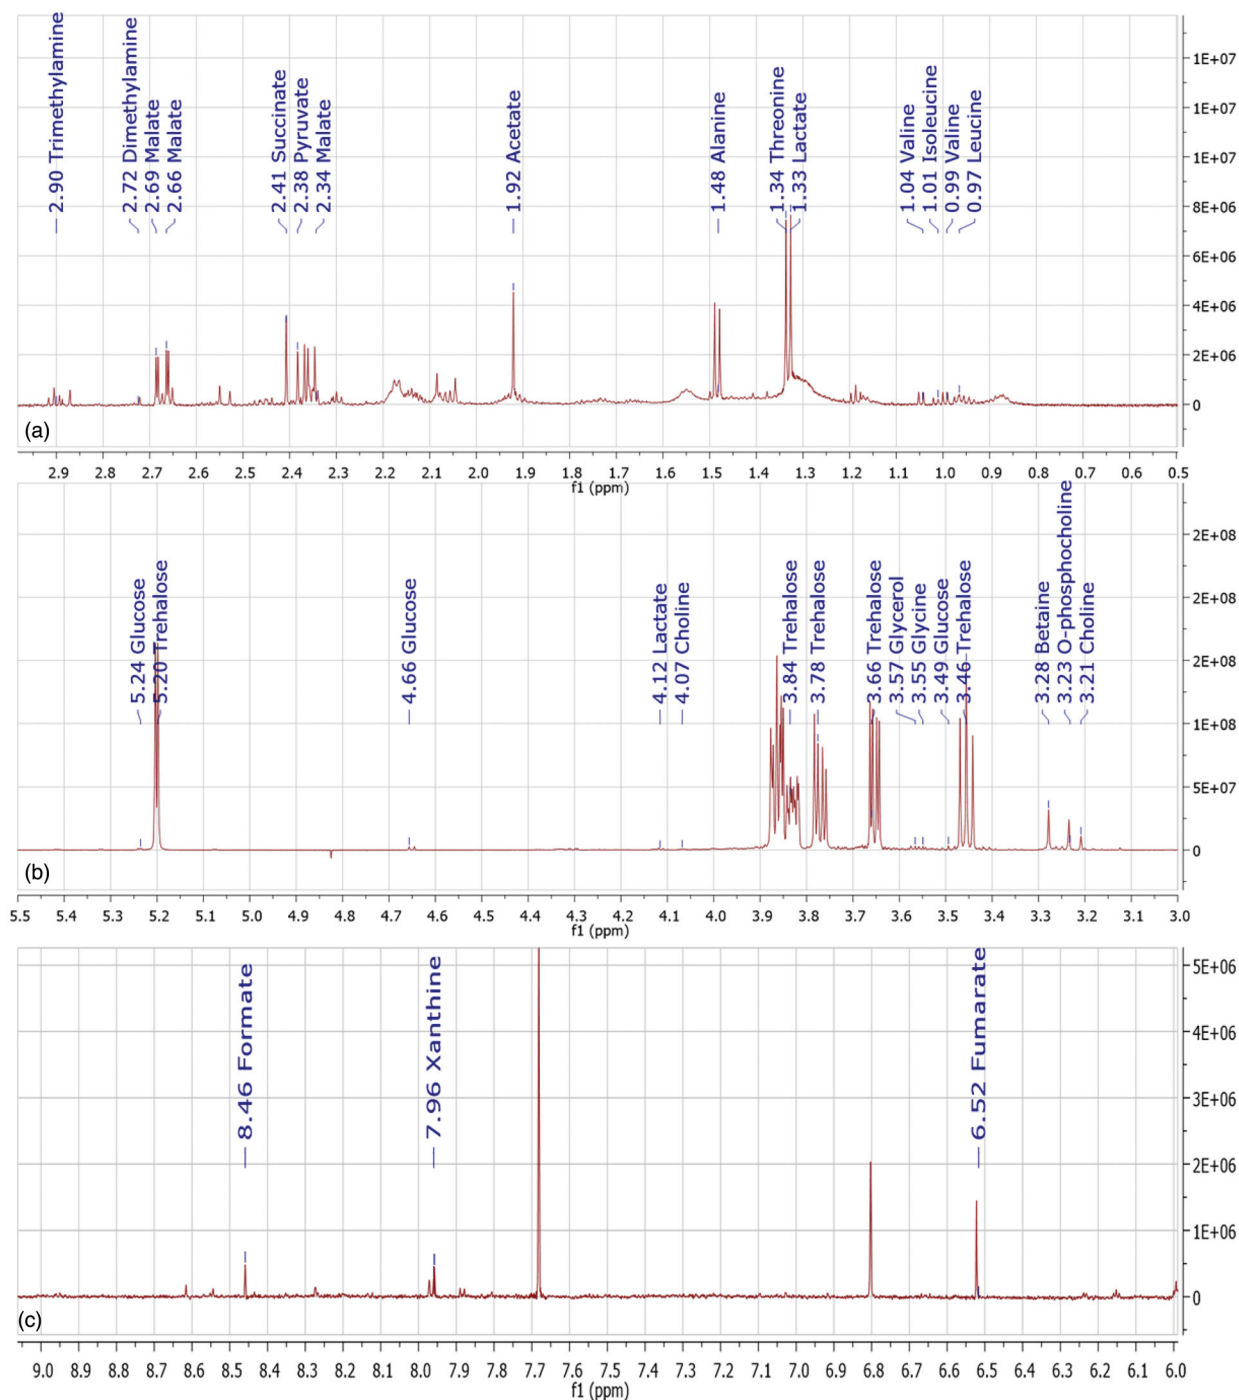 2.90 Trimethylamine
2.72 Dimethylamine
2.69 Malate
2.66 Malate
2.41 Succinate
2.38 Pyruvate
2.34 Malate
1.92 Acetate
1.48 Alanine
1.34 Threonine
1.33 Lactate
1.04 Valine
1.01 Isoleucine
0.99 Valine
0.97 Leucine
1E+07
1E+07
1E+07
8E+06
6E+06
4E+06
2E+06
0
(a)
2.9 2.8 2.7 2.6 2.5 2.4 2.3 2.2 2.1 2.0 1.9 1.8 1.7 1.6 1.5 1.4 1.3 1.2 1.1 1.0 0.9 0.8 0.7 0.6 0.5
f1 (ppm)
5.24 Glucose
5.20 Trehalose
4.66 Glucose
4.12 Lactate
4.07 Choline
3.84 Trehalose
3.78 Trehalose
3.66 Trehalose
3.57 Glycerol
3.55 Glycine
3.49 Glucose
3.46 Trehalose
3.28 Betaine
3.23 O-phosphocholine
3.21 Choline
2E+08
2E+08
2E+08
1E+08
5E+07
0
(b)
5.5 5.4 5.3 5.2 5.1 5.0 4.9 4.8 4.7 4.6 4.5 4.4 4.3 4.2 4.1 4.0 3.9 3.8 3.7 3.6 3.5 3.4 3.3 3.2 3.1 3.0
f1 (ppm)
8.46 Formate
7.96 Xanthine
6.52 Fumarate
5E+06
4E+06
3E+06
2E+06
1E+06
0
(c)
9.0 8.9 8.8 8.7 8.6 8.5 8.4 8.3 8.2 8.1 8.0 7.9 7.8 7.7 7.6 7.5 7.4 7.3 7.2 7.1 7.0 6.9 6.8 6.7 6.6 6.5 6.4 6.3 6.2 6.1 6.0
f1 (ppm)